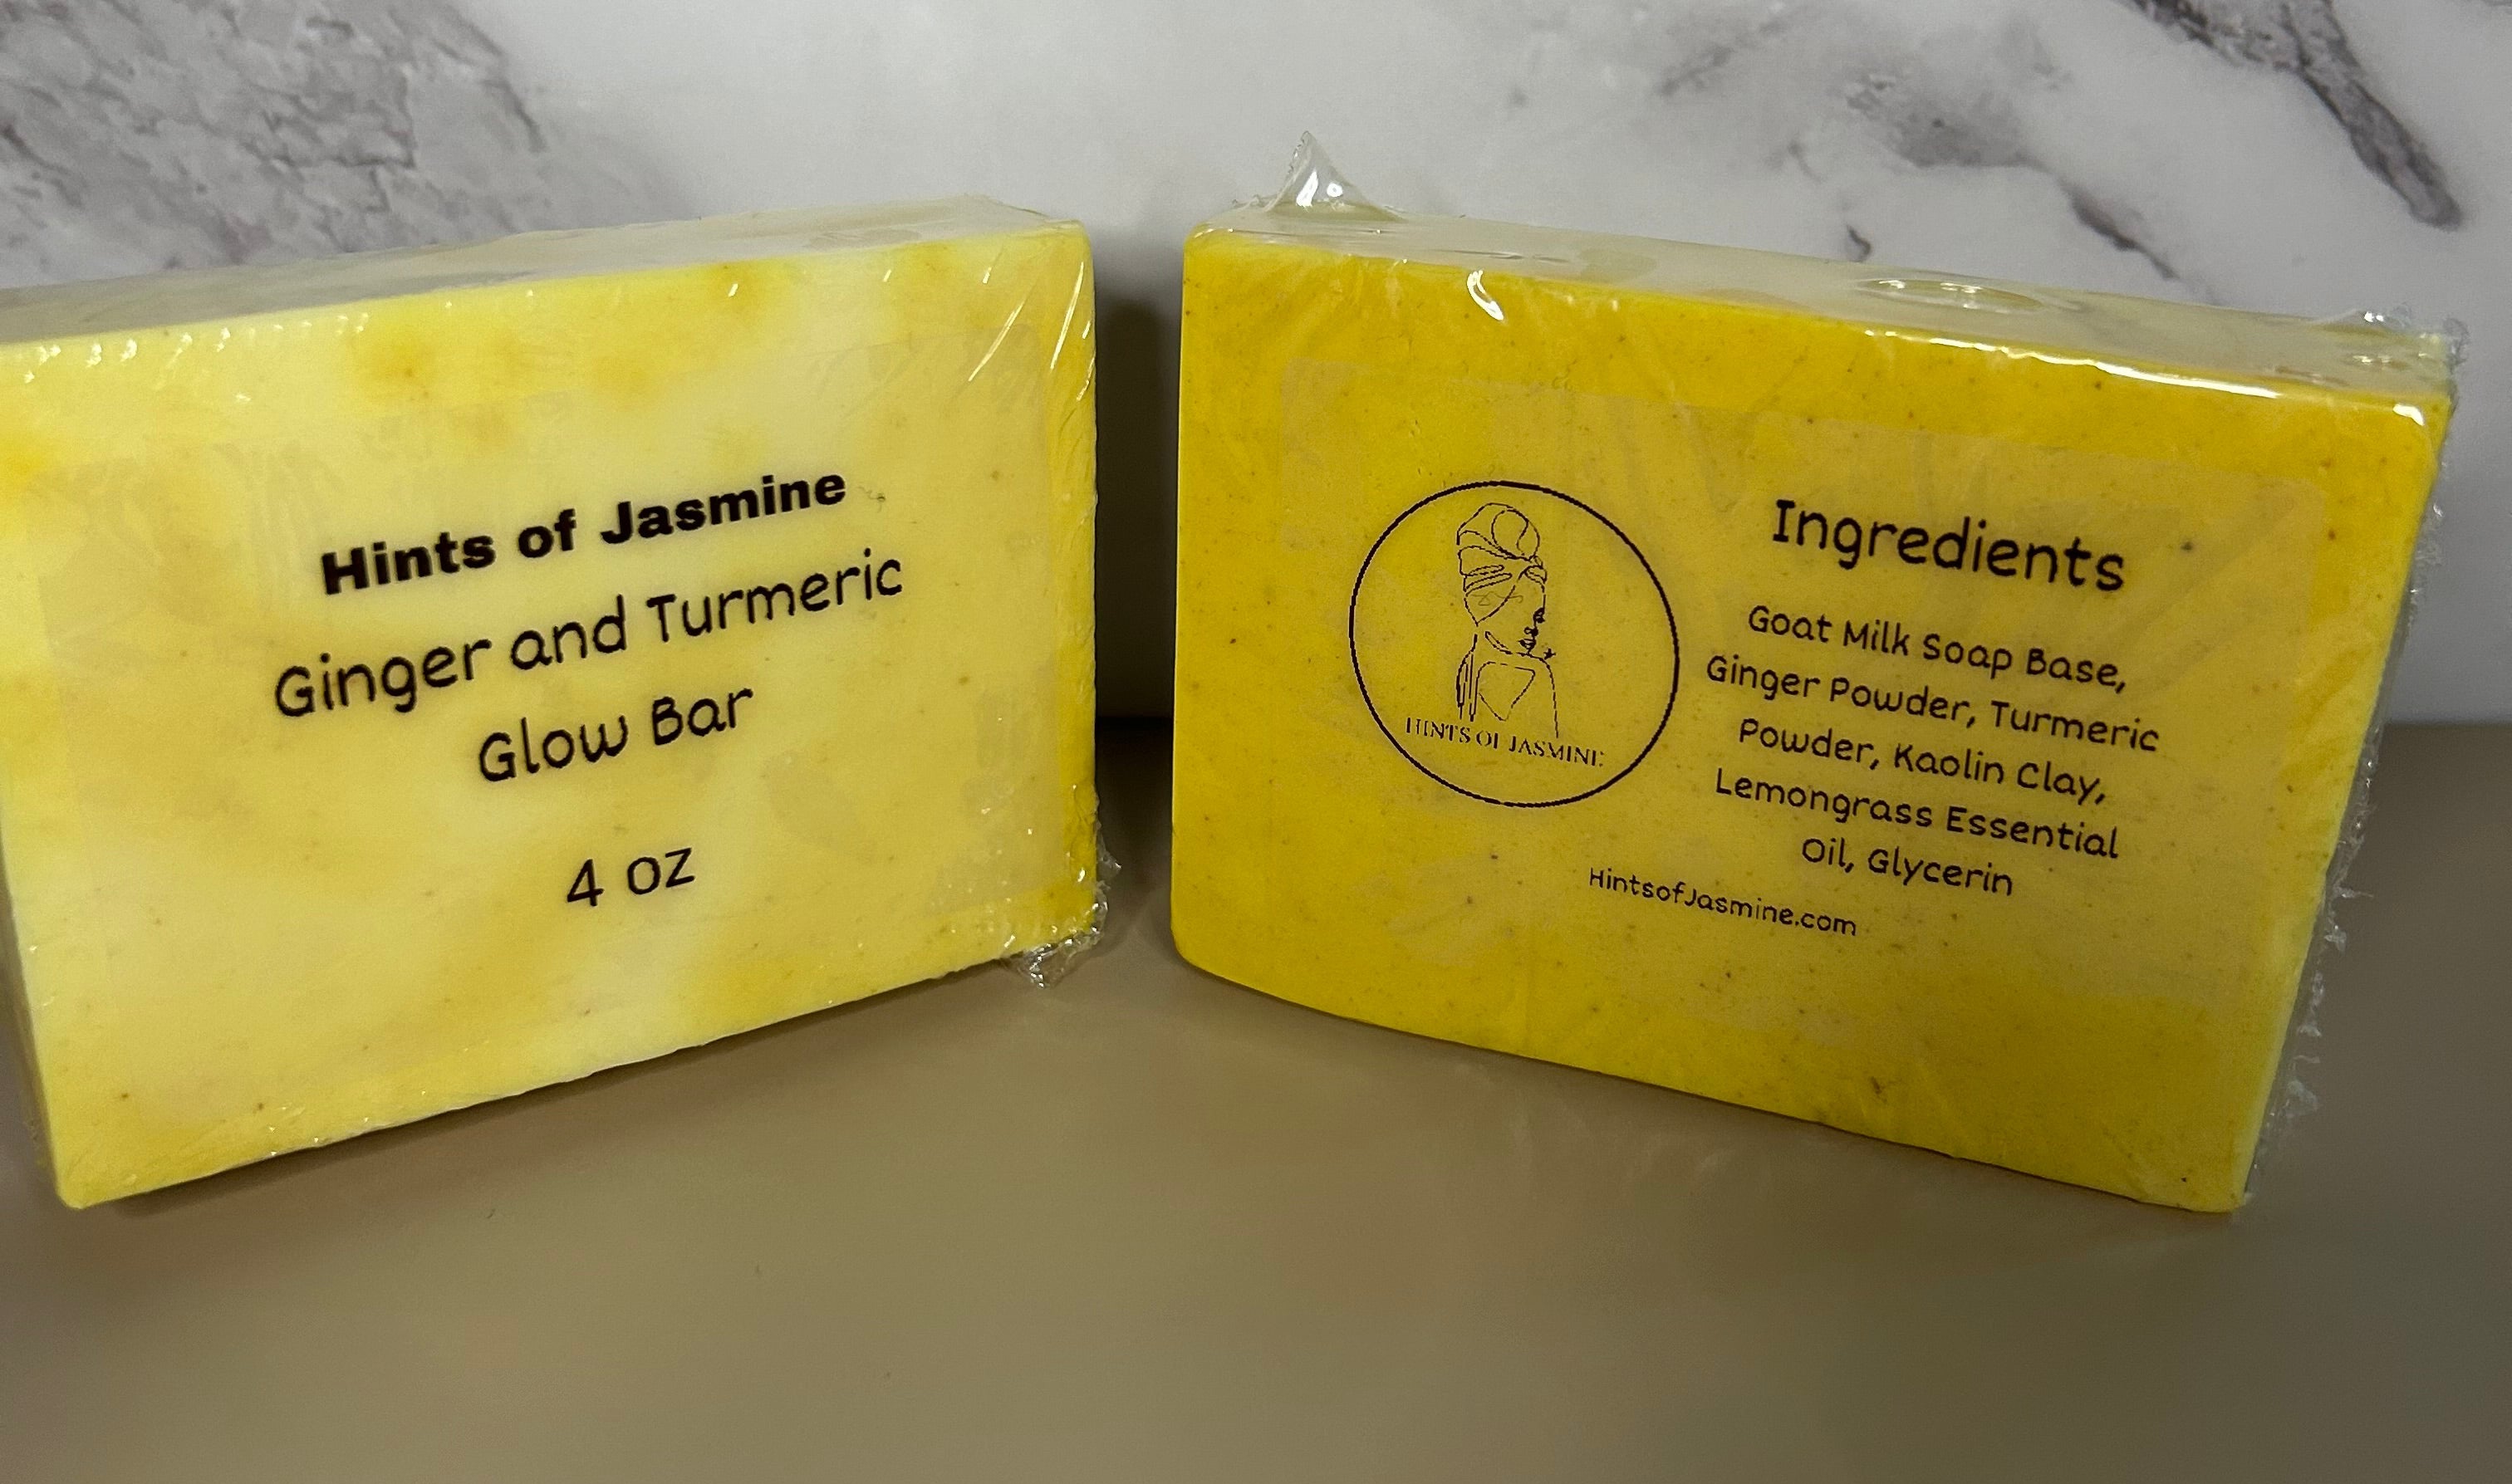 Hints of Jasmine
Ginger and Turmeric
Glow Bar
4 oz
HINTS OF JASMINE
Ingredients
Goat Milk Soap Base,
Ginger Powder, Turmeric
Powder, Kaolin Clay,
Lemongrass Essential
Oil, Glycerin
HintsofJasmine.com